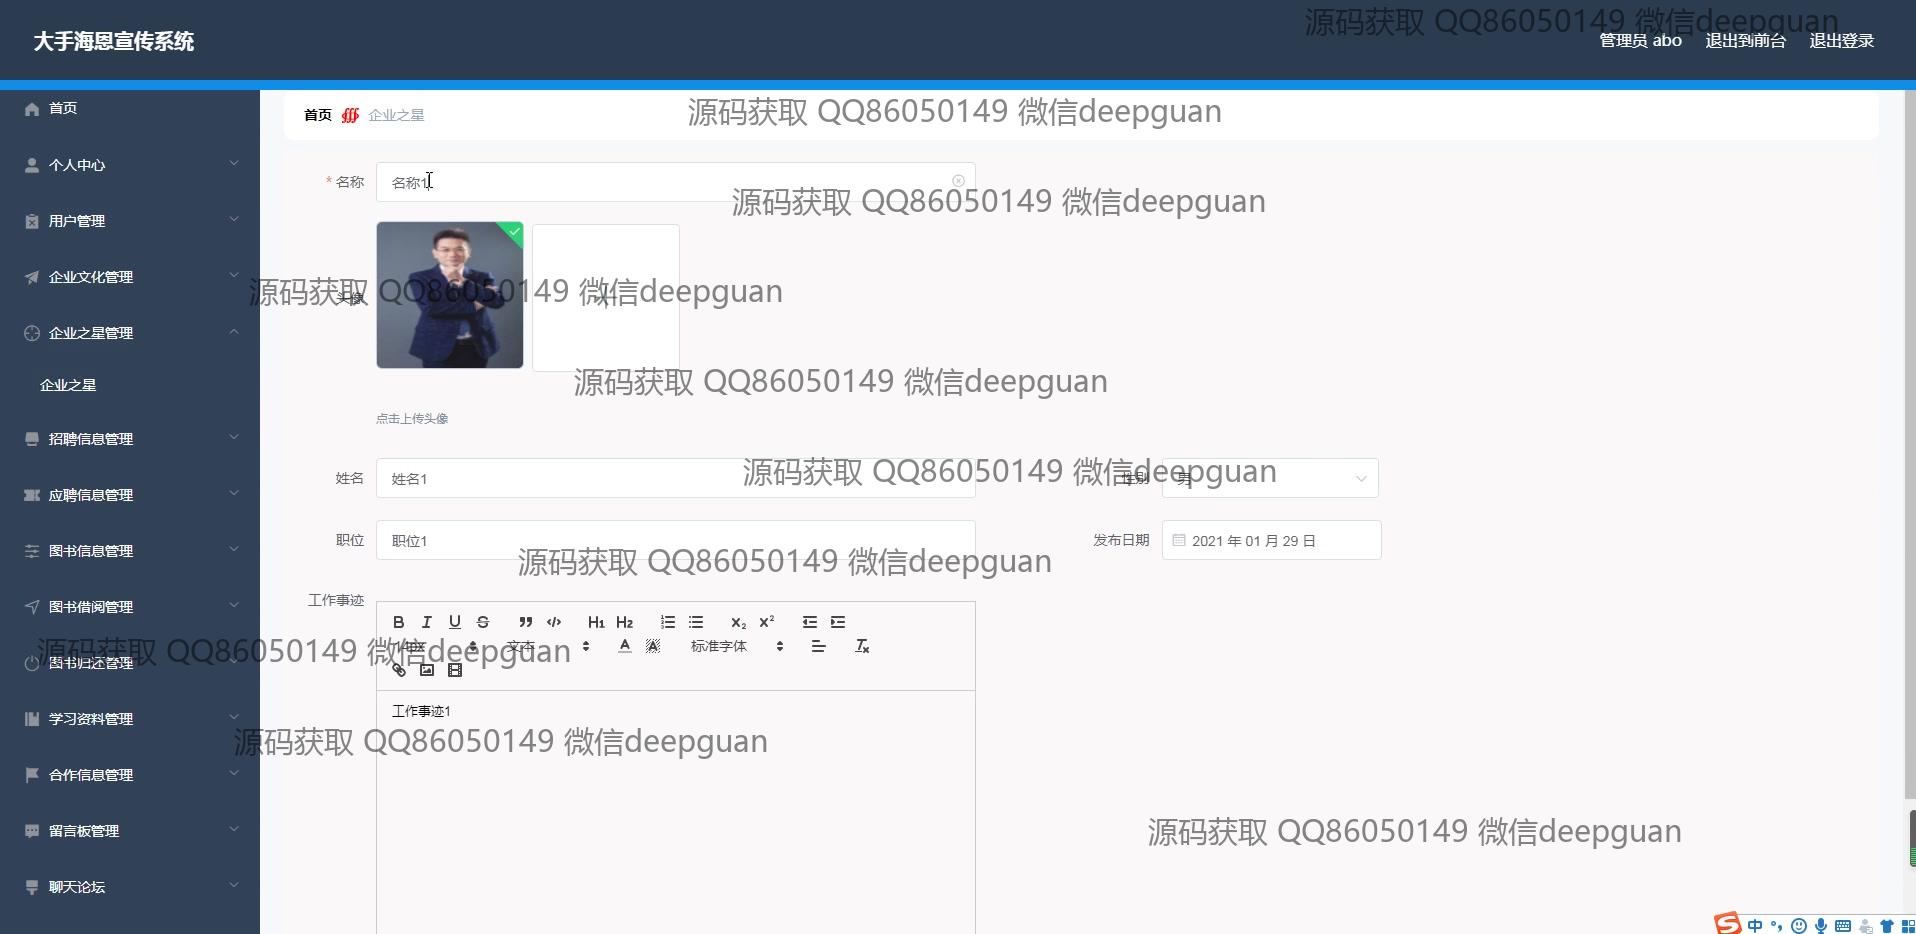 大手海恩宣传系统
源码获取 QQ86050149 微信deepguan
管理员 abo 退出到前台 退出登录
首页
个人中心
用户管理
企业文化管理
企业之星管理
企业之星
招聘信息管理
应聘信息管理
图书信息管理
图书借阅管理
图书归还管理
学习资料管理
合作信息管理
留言板管理
聊天论坛
首页 企业之星
源码获取 QQ86050149 微信deepguan
* 名称 名称1
源码获取 QQ86050149 微信deepguan
头像
源码获取 QQ86050149 微信deepguan
源码获取 QQ86050149 微信deepguan
点击上传头像
姓名 姓名1
性别 男
源码获取 QQ86050149 微信deepguan
职位 职位1
发布日期 2021 年 01 月 29 日
源码获取 QQ86050149 微信deepguan
工作事迹
B I U S H1 H2 x₂ x²
14px 文本 A A 标准字体
源码获取 QQ86050149 微信deepguan
工作事迹1
源码获取 QQ86050149 微信deepguan
源码获取 QQ86050149 微信deepguan
S 中